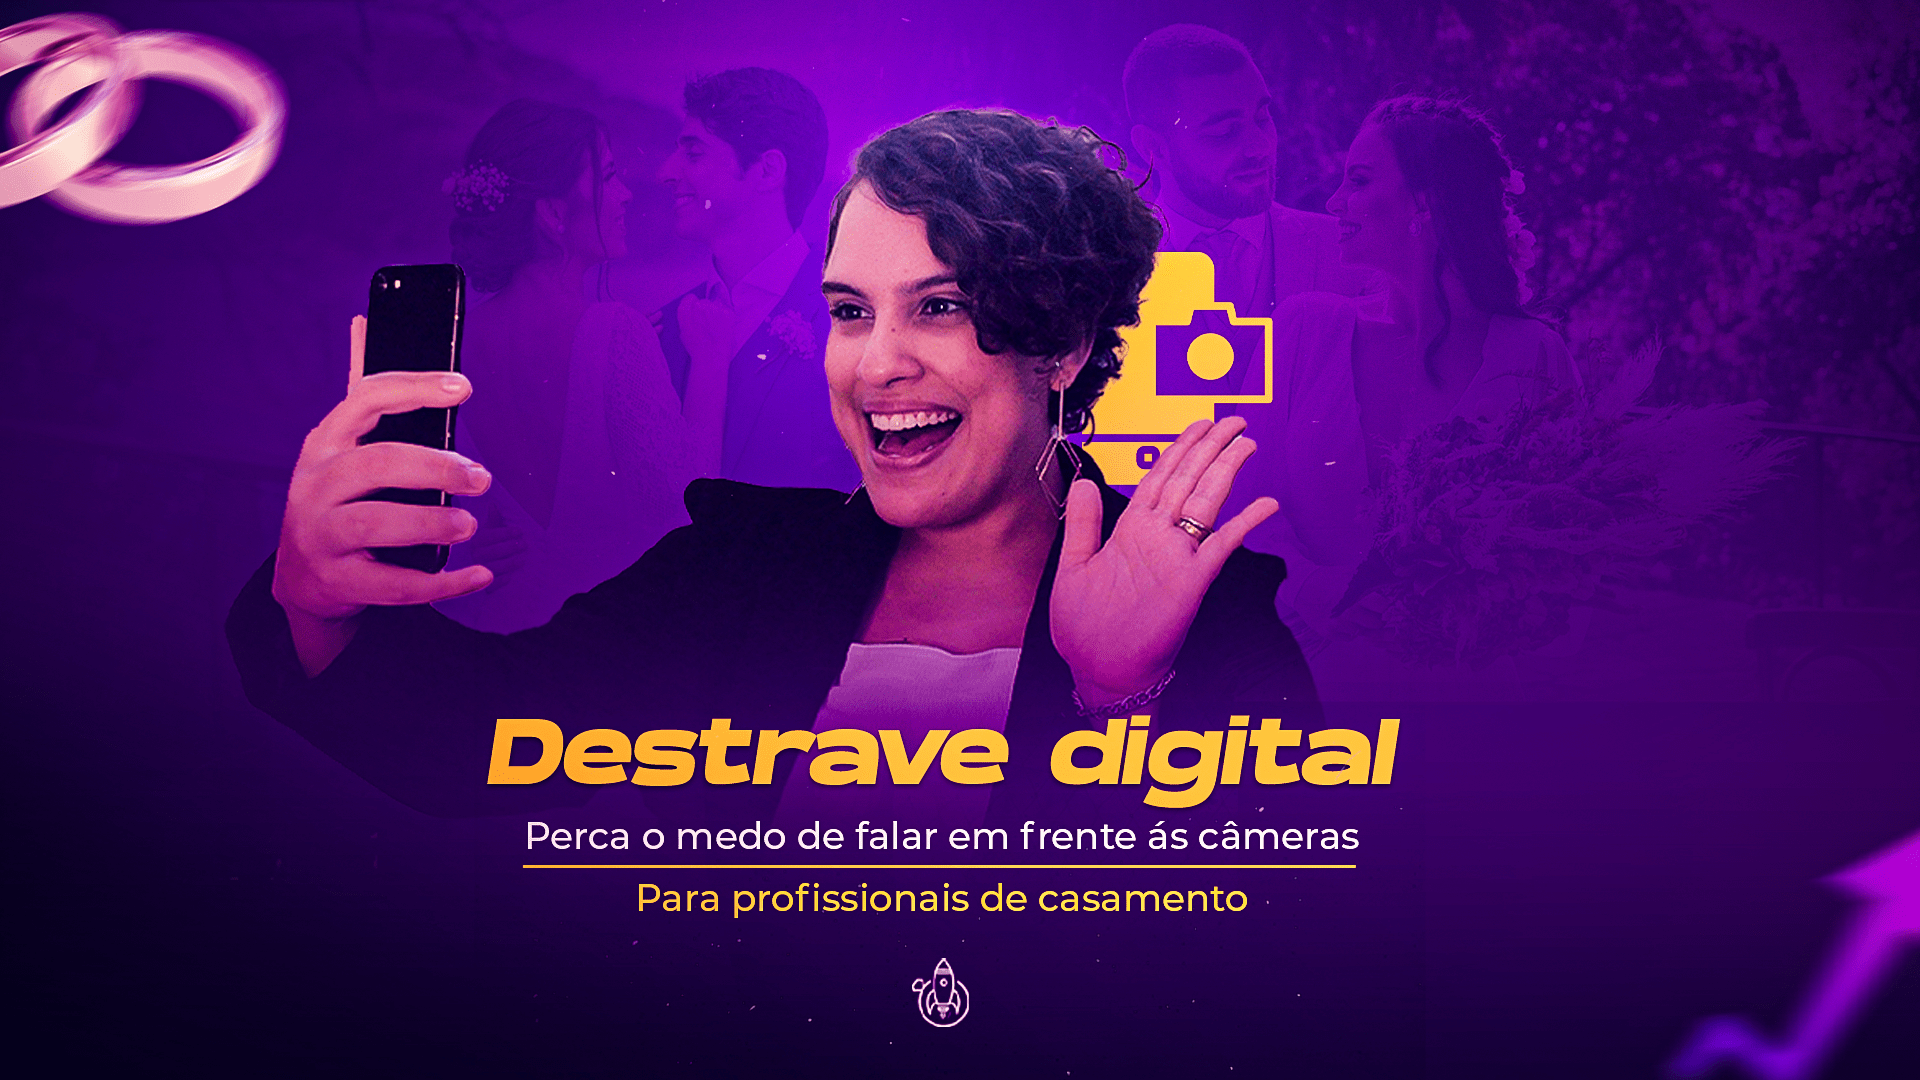 Destrave digital
Perca o medo de falar em frente ás câmeras
Para profissionais de casamento